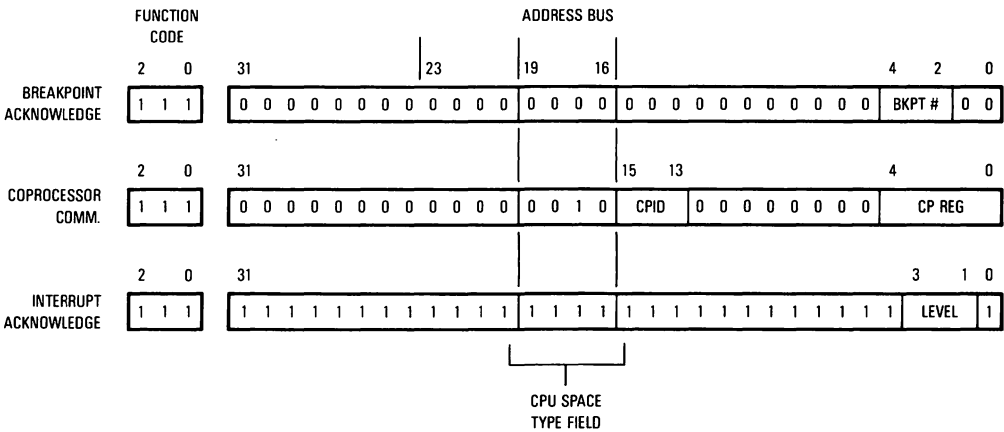 FUNCTION CODE ADDRESS BUS
2 0 31 23 19 16 4 2 0
BREAKPOINT ACKNOWLEDGE 1 1 1 0 0 0 0 0 0 0 0 0 0 0 0 0 0 0 0 0 0 0 0 0 0 0 0 0 0 0 BKPT # 0 0
2 0 31 15 13 4 0
COPROCESSOR COMM. 1 1 1 0 0 0 0 0 0 0 0 0 0 0 0 0 0 1 0 CPID 0 0 0 0 0 0 0 0 CP REG
2 0 31 3 1 0
INTERRUPT ACKNOWLEDGE 1 1 1 1 1 1 1 1 1 1 1 1 1 1 1 1 1 1 1 1 1 1 1 1 1 1 1 1 1 1 1 LEVEL 1
CPU SPACE
TYPE FIELD